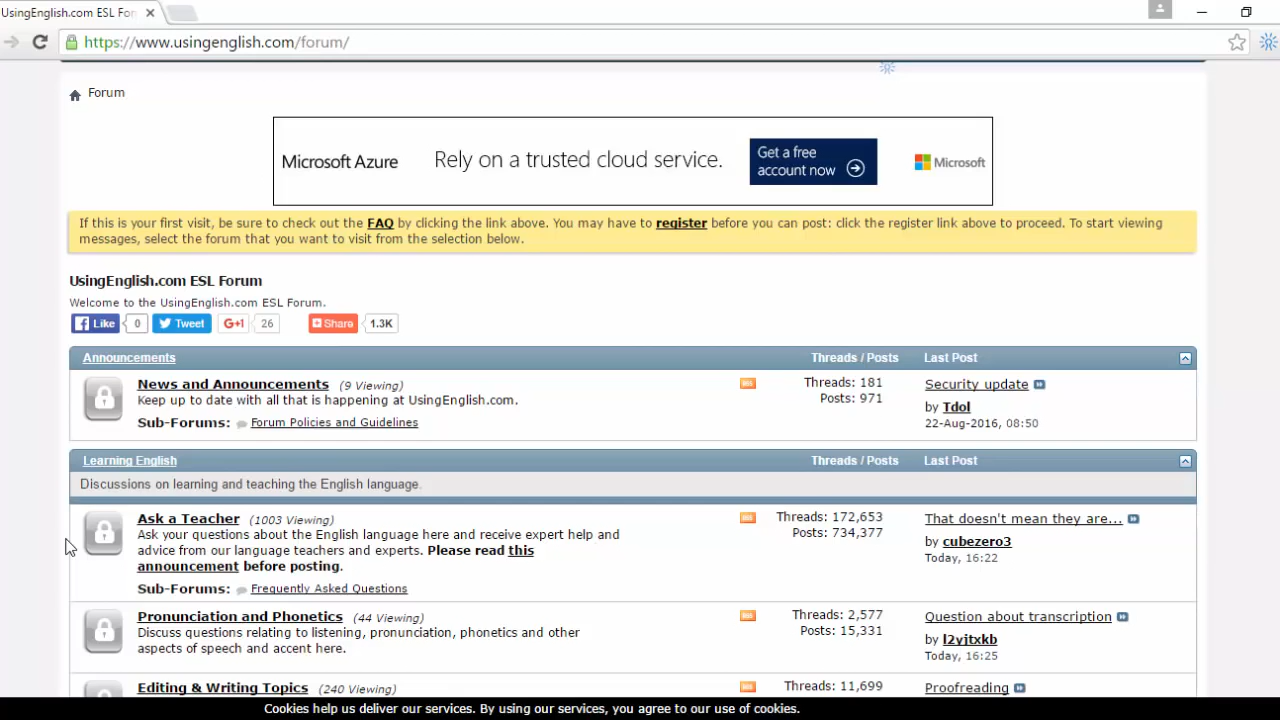 UsingEnglish.com ESL For
https://www.usingenglish.com/forum/
Forum
Microsoft Azure Rely on a trusted cloud service. Get a free account now Microsoft
If this is your first visit, be sure to check out the FAQ by clicking the link above. You may have to register before you can post: click the register link above to proceed. To start viewing
messages, select the forum that you want to visit from the selection below.
UsingEnglish.com ESL Forum
Welcome to the UsingEnglish.com ESL Forum.
Like 0 Tweet G+1 26 Share 1.3K
Announcements Threads / Posts Last Post
News and Announcements (9 Viewing) Threads: 181 Security update
Keep up to date with all that is happening at UsingEnglish.com. Posts: 971 by Tdol
Sub-Forums: Forum Policies and Guidelines 22-Aug-2016, 08:50
Learning English Threads / Posts Last Post
Discussions on learning and teaching the English language.
Ask a Teacher (1003 Viewing) Threads: 172,653 That doesn't mean they are...
Ask your questions about the English language here and receive expert help and Posts: 734,377 by cubezero3
advice from our language teachers and experts. Please read this Today, 16:22
announcement before posting.
Sub-Forums: Frequently Asked Questions
Pronunciation and Phonetics (44 Viewing) Threads: 2,577 Question about transcription
Discuss questions relating to listening, pronunciation, phonetics and other Posts: 15,331 by l2yjtxkb
aspects of speech and accent here. Today, 16:25
Editing & Writing Topics (240 Viewing) Threads: 11,699 Proofreading
Cookies help us deliver our services. By using our services, you agree to our use of cookies.